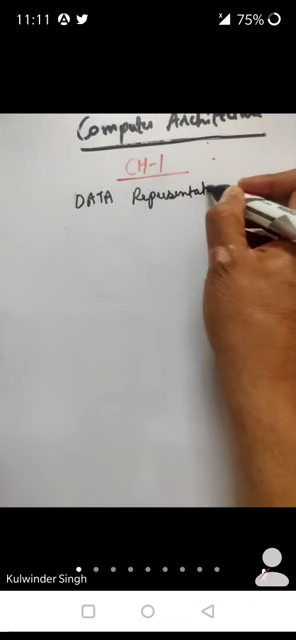 11:11
75%
Computer Architecture
CH-1
DATA Representat
Kulwinder Singh